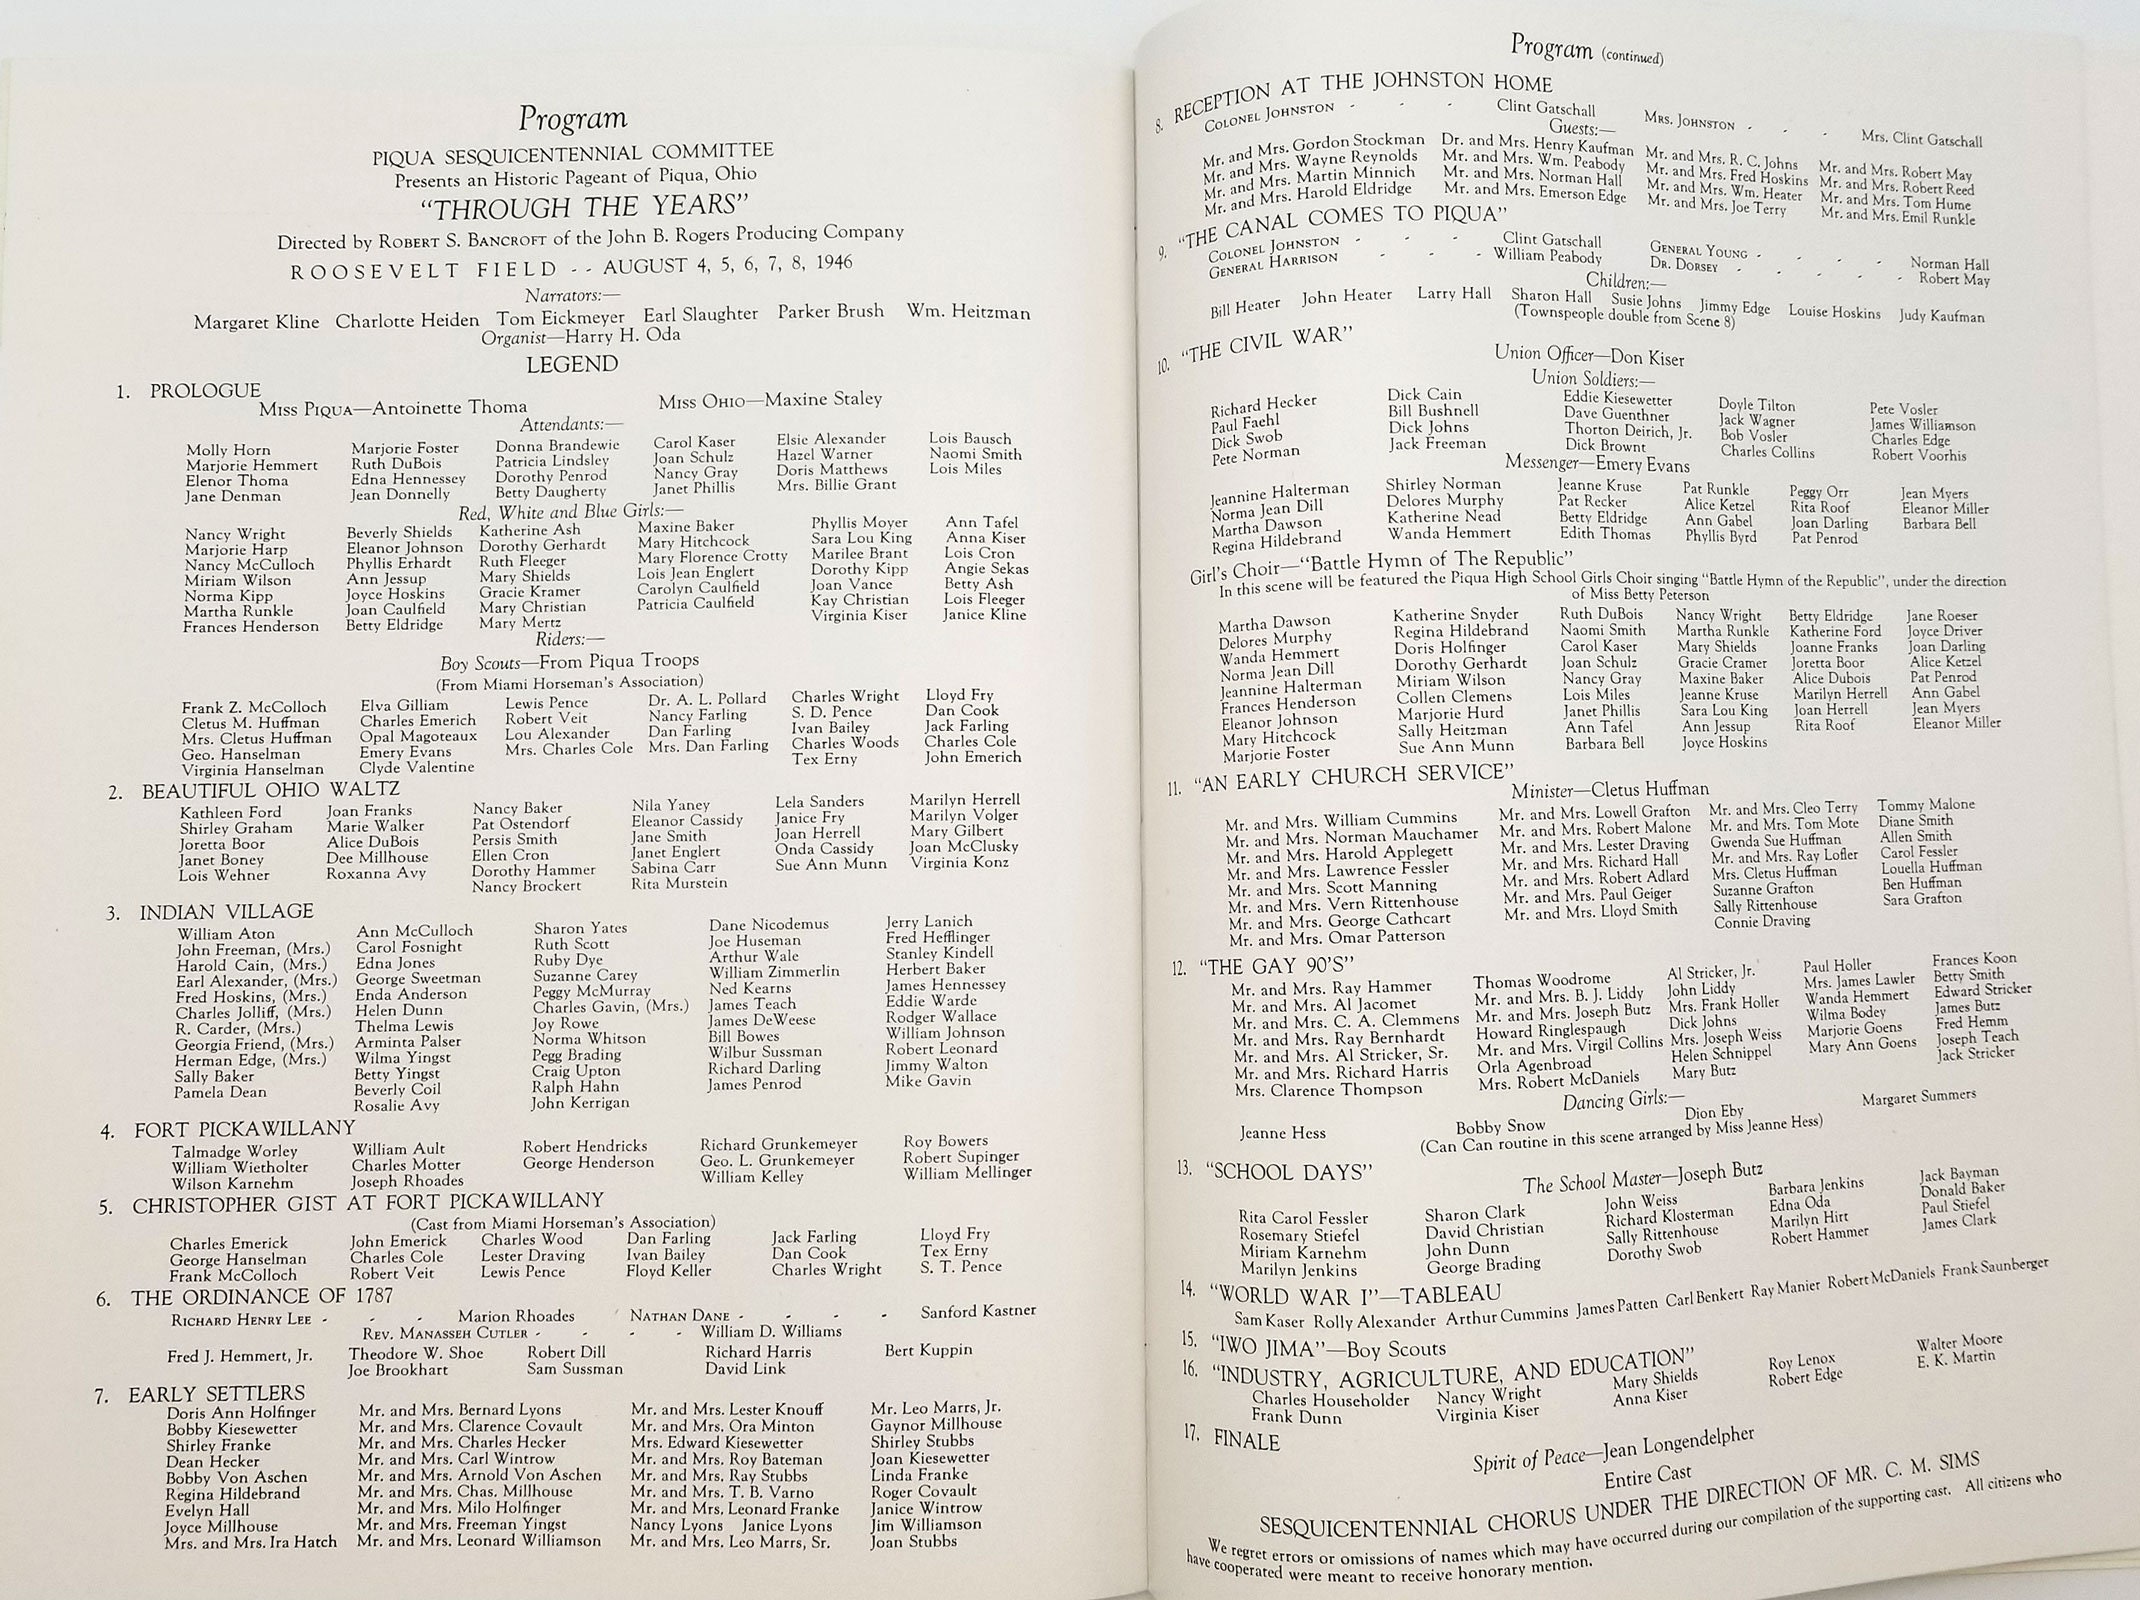 Program
PIQUA SESQUICENTENNIAL COMMITTEE
Presents an Historic Pageant of Piqua, Ohio
"THROUGH THE YEARS"
Directed by ROBERT S. BANCROFT of the John B. Rogers Producing Company
ROOSEVELT FIELD - - AUGUST 4, 5, 6, 7, 8, 1946
Narrators:—
Margaret Kline Charlotte Heiden Tom Eickmeyer Earl Slaughter Parker Brush Wm. Heitzman
Organist—Harry H. Oda
LEGEND
1. PROLOGUE
MISS PIQUA—Antoinette Thoma MISS OHIO—Maxine Staley
Attendants:—
Molly Horn Marjorie Foster Donna Brandewie Carol Kaser Elsie Alexander Lois Bausch
Marjorie Hemmert Ruth DuBois Patricia Lindsley Joan Schulz Hazel Warner Naomi Smith
Elenor Thoma Edna Hennessey Dorothy Penrod Nancy Gray Doris Matthews Lois Miles
Jane Denman Jean Donnelly Betty Daugherty Janet Phillis Mrs. Billie Grant
Red, White and Blue Girls:—
Nancy Wright Beverly Shields Katherine Ash Maxine Baker Phyllis Moyer Ann Tafel
Marjorie Harp Eleanor Johnson Dorothy Gerhardt Mary Hitchcock Sara Lou King Anna Kiser
Nancy McCulloch Phyllis Erhardt Ruth Fleeger Mary Florence Crotty Marilee Brant Lois Cron
Miriam Wilson Ann Jessup Mary Shields Lois Jean Englert Dorothy Kipp Angie Sekas
Norma Kipp Joyce Hoskins Gracie Kramer Carolyn Caulfield Joan Vance Betty Ash
Martha Runkle Joan Caulfield Mary Christian Patricia Caulfield Kay Christian Lois Fleeger
Frances Henderson Betty Eldridge Mary Mertz Virginia Kiser Janice Kline
Riders:—
Boy Scouts—From Piqua Troops
(From Miami Horseman's Association)
Frank Z. McColloch Elva Gilliam Lewis Pence Dr. A. L. Pollard Charles Wright Lloyd Fry
Cletus M. Huffman Charles Emerich Robert Veit Nancy Farling S. D. Pence Dan Cook
Mrs. Cletus Huffman Opal Magoteaux Lou Alexander Dan Farling Ivan Bailey Jack Farling
Geo. Hanselman Emery Evans Mrs. Charles Cole Mrs. Dan Farling Charles Woods Charles Cole
Virginia Hanselman Clyde Valentine Tex Erny John Emerich
2. BEAUTIFUL OHIO WALTZ
Kathleen Ford Joan Franks Nancy Baker Nila Yaney Lela Sanders Marilyn Herrell
Shirley Graham Marie Walker Pat Ostendorf Eleanor Cassidy Janice Fry Marilyn Volger
Joretta Boor Alice DuBois Persis Smith Jane Smith Joan Herrell Mary Gilbert
Janet Boney Dee Millhouse Ellen Cron Janet Englert Onda Cassidy Joan McClusky
Lois Wehner Roxanna Avy Dorothy Hammer Sabina Carr Sue Ann Munn Virginia Konz
Nancy Brockert Rita Murstein
3. INDIAN VILLAGE
William Aton Ann McCulloch Sharon Yates Dane Nicodemus Jerry Lanich
John Freeman, (Mrs.) Carol Fosnight Ruth Scott Joe Huseman Fred Hefflinger
Harold Cain, (Mrs.) Edna Jones Ruby Dye Arthur Wale Stanley Kindell
Earl Alexander, (Mrs.) George Sweetman Suzanne Carey William Zimmerlin Herbert Baker
Fred Hoskins, (Mrs.) Enda Anderson Peggy McMurray Ned Kearns James Hennessey
Charles Jolliff, (Mrs.) Helen Dunn Charles Gavin, (Mrs.) James Teach Eddie Warde
R. Carder, (Mrs.) Thelma Lewis Joy Rowe James DeWeese Rodger Wallace
Georgia Friend, (Mrs.) Arminta Palser Norma Whitson Bill Bowes William Johnson
Herman Edge, (Mrs.) Wilma Yingst Pegg Brading Wilbur Sussman Robert Leonard
Sally Baker Betty Yingst Craig Upton Richard Darling Jimmy Walton
Pamela Dean Beverly Coil Ralph Hahn James Penrod Mike Gavin
Rosalie Avy John Kerrigan
4. FORT PICKAWILLANY
Talmadge Worley William Ault Robert Hendricks Richard Grunkemeyer Roy Bowers
William Wietholter Charles Motter George Henderson Geo. L. Grunkemeyer Robert Supinger
Wilson Karnehm Joseph Rhoades William Kelley William Mellinger
5. CHRISTOPHER GIST AT FORT PICKAWILLANY
(Cast from Miami Horseman's Association)
Charles Emerick John Emerick Charles Wood Dan Farling Jack Farling Lloyd Fry
George Hanselman Charles Cole Lester Draving Ivan Bailey Dan Cook Tex Erny
Frank McColloch Robert Veit Lewis Pence Floyd Keller Charles Wright S. T. Pence
6. THE ORDINANCE OF 1787
RICHARD HENRY LEE - - - Marion Rhoades NATHAN DANE - - - - Sanford Kastner
REV. MANASSEH CUTLER - - - - William D. Williams
Fred J. Hemmert, Jr. Theodore W. Shoe Robert Dill Richard Harris Bert Kuppin
Joe Brookhart Sam Sussman David Link
7. EARLY SETTLERS
Doris Ann Holfinger Mr. and Mrs. Bernard Lyons Mr. and Mrs. Lester Knouff Mr. Leo Marrs, Jr.
Bobby Kiesewetter Mr. and Mrs. Clarence Covault Mr. and Mrs. Ora Minton Gaynor Millhouse
Shirley Franke Mr. and Mrs. Charles Hecker Mrs. Edward Kiesewetter Shirley Stubbs
Dean Hecker Mr. and Mrs. Carl Wintrow Mr. and Mrs. Roy Bateman Joan Kiesewetter
Bobby Von Aschen Mr. and Mrs. Arnold Von Aschen Mr. and Mrs. Ray Stubbs Linda Franke
Regina Hildebrand Mr. and Mrs. Chas. Millhouse Mr. and Mrs. T. B. Varno Roger Covault
Evelyn Hall Mr. and Mrs. Milo Holfinger Mr. and Mrs. Leonard Franke Janice Wintrow
Joyce Millhouse Mr. and Mrs. Freeman Yingst Nancy Lyons Janice Lyons Jim Williamson
Mrs. and Mrs. Ira Hatch Mr. and Mrs. Leonard Williamson Mr. and Mrs. Leo Marrs, Sr. Joan Stubbs
Program (continued)
8. RECEPTION AT THE JOHNSTON HOME
COLONEL JOHNSTON - - - Clint Gatschall MRS. JOHNSTON - - - Mrs. Clint Gatschall
Guests:—
Mr. and Mrs. Gordon Stockman Dr. and Mrs. Henry Kaufman Mr. and Mrs. R. C. Johns Mr. and Mrs. Robert May
Mr. and Mrs. Wayne Reynolds Mr. and Mrs. Wm. Peabody Mr. and Mrs. Fred Hoskins Mr. and Mrs. Robert Reed
Mr. and Mrs. Martin Minnich Mr. and Mrs. Norman Hall Mr. and Mrs. Wm. Heater Mr. and Mrs. Tom Hume
Mr. and Mrs. Harold Eldridge Mr. and Mrs. Emerson Edge Mr. and Mrs. Joe Terry Mr. and Mrs. Emil Runkle
9. "THE CANAL COMES TO PIQUA"
COLONEL JOHNSTON - - - Clint Gatschall GENERAL YOUNG - - - - Norman Hall
GENERAL HARRISON - - - William Peabody DR. DORSEY - - - - - Robert May
Children:—
Bill Heater John Heater Larry Hall Sharon Hall Susie Johns Jimmy Edge Louise Hoskins Judy Kaufman
(Townspeople double from Scene 8)
10. "THE CIVIL WAR"
Union Officer—Don Kiser
Union Soldiers:—
Richard Hecker Dick Cain Eddie Kiesewetter Doyle Tilton Pete Vosler
Paul Faehl Bill Bushnell Dave Guenthner Jack Wagner James Williamson
Dick Swob Dick Johns Thorton Deirich, Jr. Bob Vosler Charles Edge
Pete Norman Jack Freeman Dick Brownt Charles Collins Robert Voorhis
Messenger—Emery Evans
Jeannine Halterman Shirley Norman Jeanne Kruse Pat Runkle Peggy Orr Jean Myers
Norma Jean Dill Delores Murphy Pat Recker Alice Ketzel Rita Roof Eleanor Miller
Martha Dawson Katherine Nead Betty Eldridge Ann Gabel Joan Darling Barbara Bell
Regina Hildebrand Wanda Hemmert Edith Thomas Phyllis Byrd Pat Penrod
Girl's Choir—"Battle Hymn of The Republic"
In this scene will be featured the Piqua High School Girls Choir singing "Battle Hymn of the Republic", under the direction
of Miss Betty Peterson
Martha Dawson Katherine Snyder Ruth DuBois Nancy Wright Betty Eldridge Jane Roeser
Delores Murphy Regina Hildebrand Naomi Smith Martha Runkle Katherine Ford Joyce Driver
Wanda Hemmert Doris Holfinger Carol Kaser Mary Shields Joanne Franks Joan Darling
Norma Jean Dill Dorothy Gerhardt Joan Schulz Gracie Cramer Joretta Boor Alice Ketzel
Jeannine Halterman Miriam Wilson Nancy Gray Maxine Baker Alice Dubois Pat Penrod
Frances Henderson Collen Clemens Lois Miles Jeanne Kruse Marilyn Herrell Ann Gabel
Eleanor Johnson Marjorie Hurd Janet Phillis Sara Lou King Joan Herrell Jean Myers
Mary Hitchcock Sally Heitzman Ann Tafel Ann Jessup Rita Roof Eleanor Miller
Marjorie Foster Sue Ann Munn Barbara Bell Joyce Hoskins
11. "AN EARLY CHURCH SERVICE"
Minister—Cletus Huffman
Mr. and Mrs. William Cummins Mr. and Mrs. Lowell Grafton Mr. and Mrs. Cleo Terry Tommy Malone
Mr. and Mrs. Norman Mauchamer Mr. and Mrs. Robert Malone Mr. and Mrs. Tom Mote Diane Smith
Mr. and Mrs. Harold Applegett Mr. and Mrs. Lester Draving Gwenda Sue Huffman Allen Smith
Mr. and Mrs. Lawrence Fessler Mr. and Mrs. Richard Hall Mr. and Mrs. Ray Lofler Carol Fessler
Mr. and Mrs. Scott Manning Mr. and Mrs. Robert Adlard Mrs. Cletus Huffman Louella Huffman
Mr. and Mrs. Vern Rittenhouse Mr. and Mrs. Paul Geiger Suzanne Grafton Ben Huffman
Mr. and Mrs. George Cathcart Mr. and Mrs. Lloyd Smith Sally Rittenhouse Sara Grafton
Mr. and Mrs. Omar Patterson Connie Draving
12. "THE GAY 90'S"
Mr. and Mrs. Ray Hammer Thomas Woodrome Al Stricker, Jr. Paul Holler Frances Koon
Mr. and Mrs. Al Jacomet Mr. and Mrs. B. J. Liddy John Liddy Mrs. James Lawler Betty Smith
Mr. and Mrs. C. A. Clemmens Mr. and Mrs. Joseph Butz Mrs. Frank Holler Wanda Hemmert Edward Stricker
Mr. and Mrs. Ray Bernhardt Howard Ringlespaugh Dick Johns Wilma Bodey James Butz
Mr. and Mrs. Al Stricker, Sr. Mr. and Mrs. Virgil Collins Mrs. Joseph Weiss Marjorie Goens Fred Hemm
Mr. and Mrs. Richard Harris Orla Agenbroad Helen Schnippel Mary Ann Goens Joseph Teach
Mrs. Clarence Thompson Mrs. Robert McDaniels Mary Butz Jack Stricker
Dancing Girls:—
Jeanne Hess Bobby Snow Dion Eby Margaret Summers
(Can Can routine in this scene arranged by Miss Jeanne Hess)
13. "SCHOOL DAYS"
The School Master—Joseph Butz
Rita Carol Fessler Sharon Clark John Weiss Barbara Jenkins Jack Bayman
Rosemary Stiefel David Christian Richard Klosterman Edna Oda Donald Baker
Miriam Karnehm John Dunn Sally Rittenhouse Marilyn Hirt Paul Stiefel
Marilyn Jenkins George Brading Dorothy Swob Robert Hammer James Clark
14. "WORLD WAR I"—TABLEAU
Sam Kaser Rolly Alexander Arthur Cummins James Patten Carl Benkert Ray Manier Robert McDaniels Frank Saunberger
15. "IWO JIMA"—Boy Scouts
16. "INDUSTRY, AGRICULTURE, AND EDUCATION"
Charles Householder Nancy Wright Mary Shields Roy Lenox Walter Moore
Frank Dunn Virginia Kiser Anna Kiser Robert Edge E. K. Martin
17. FINALE
Spirit of Peace—Jean Longendelpher
Entire Cast
SESQUICENTENNIAL CHORUS UNDER THE DIRECTION OF MR. C. M. SIMS
We regret errors or omissions of names which may have occurred during our compilation of the supporting cast. All citizens who
have cooperated were meant to receive honorary mention.